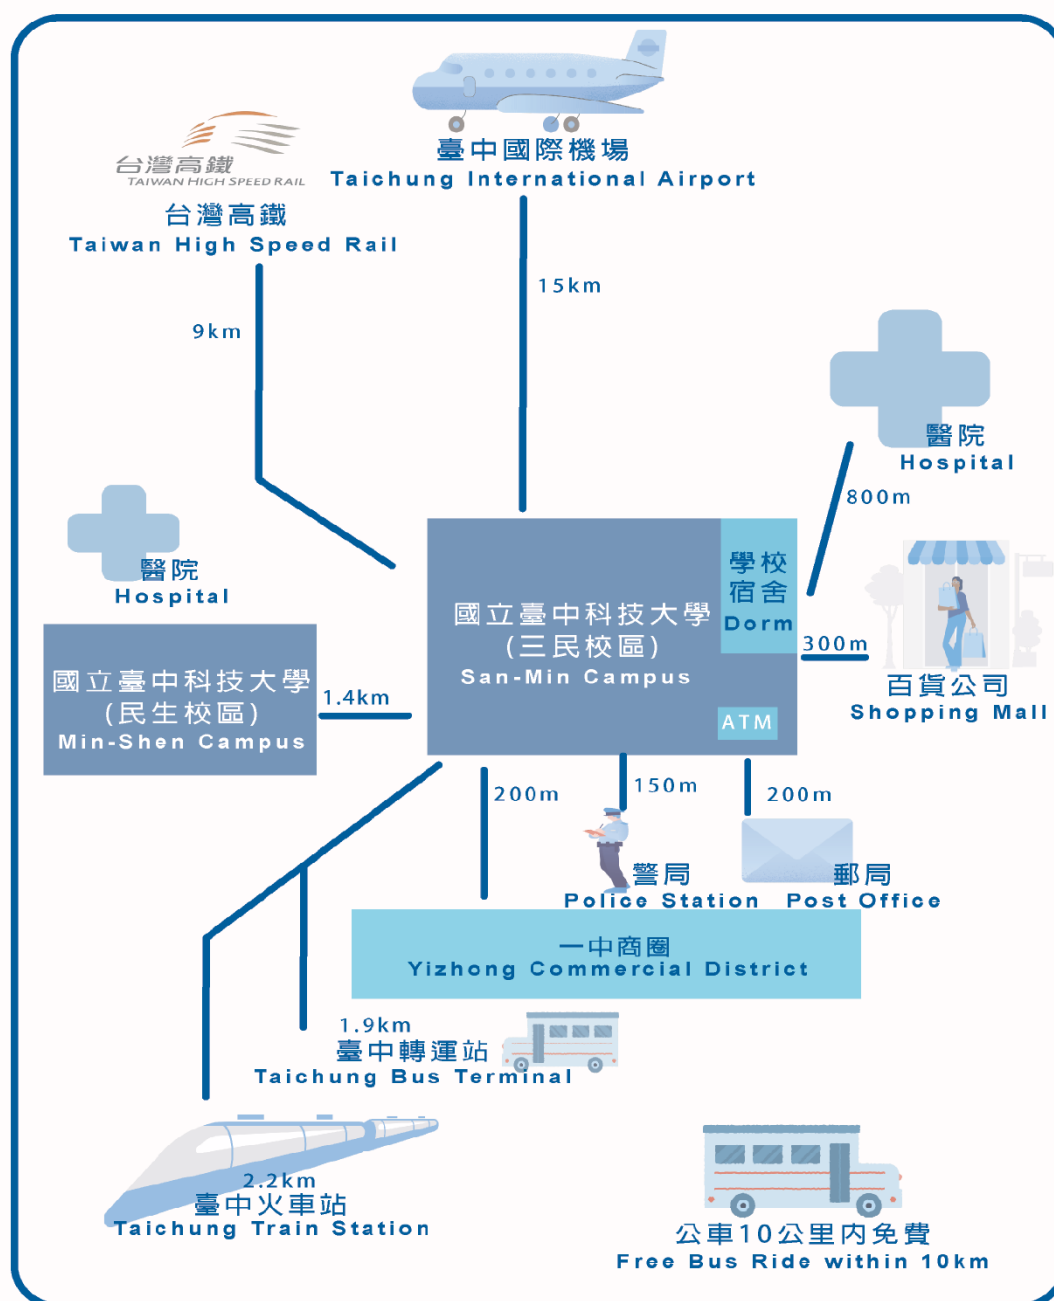 臺中國際機場
Taichung International Airport
台灣高鐵
TAIWAN HIGH SPEED RAIL
台灣高鐵
Taiwan High Speed Rail
15km
9km
醫院
Hospital
800m
醫院
Hospital
學校
宿舍
Dorm
國立臺中科技大學
(三民校區)
San-Min Campus
300m
百貨公司
Shopping Mall
國立臺中科技大學
(民生校區)
Min-Shen Campus
1.4km
ATM
200m
150m
200m
警局
Police Station
郵局
Post Office
一中商圈
Yizhong Commercial District
1.9km
臺中轉運站
Taichung Bus Terminal
2.2km
臺中火車站
Taichung Train Station
公車10公里內免費
Free Bus Ride within 10km